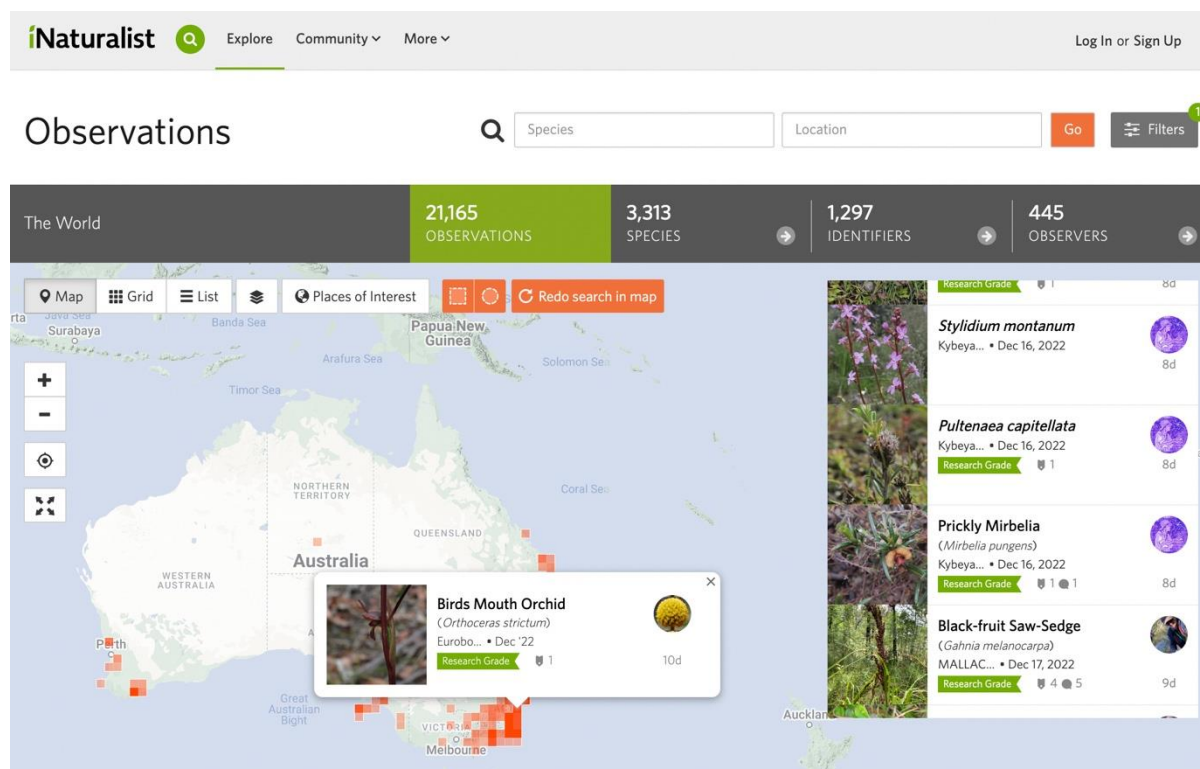 iNaturalist Explore Community More Log In or Sign Up
Observations Species Location Go Filters 1
The World
21,165
OBSERVATIONS
3,313
SPECIES
1,297
IDENTIFIERS
445
OBSERVERS
Map Grid List Places of Interest Redo search in map
Java Sea
Surabaya
Banda Sea
Papua New
Guinea
Arafura Sea
Solomon Sea
Timor Sea
+
−
NORTHERN
TERRITORY
Coral Sea
QUEENSLAND
Australia
WESTERN
AUSTRALIA
Perth
Great
Australian
Bight
VICTORIA
Melbourne
Auckland
Birds Mouth Orchid
(Orthoceras strictum)
Eurobo... • Dec '22
Research Grade 1 10d
Research Grade 1 8d
Stylidium montanum
Kybeya... • Dec 16, 2022
8d
Pultenaea capitellata
Kybeya... • Dec 16, 2022
Research Grade 1 8d
Prickly Mirbelia
(Mirbelia pungens)
Kybeya... • Dec 16, 2022
Research Grade 1 1 8d
Black-fruit Saw-Sedge
(Gahnia melanocarpa)
MALLAC... • Dec 17, 2022
Research Grade 4 5 9d